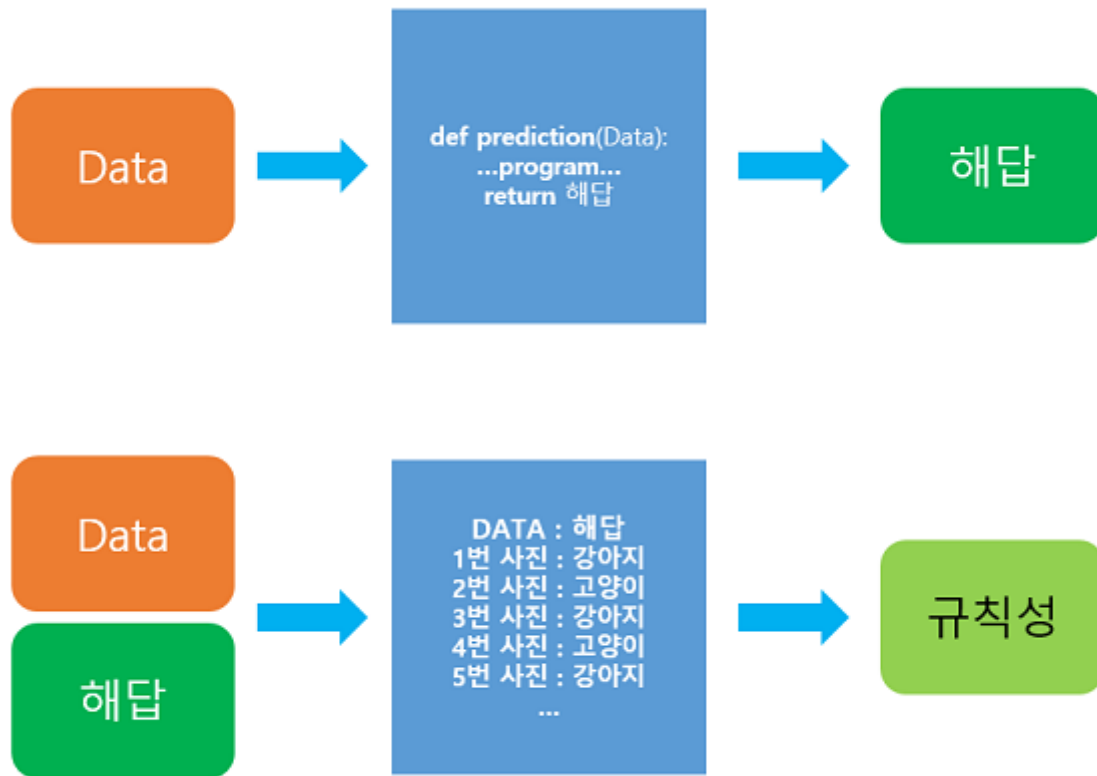 Data
def prediction(Data):
...program...
return 해답
해답
Data
해답
DATA : 해답
1번 사진 : 강아지
2번 사진 : 고양이
3번 사진 : 강아지
4번 사진 : 고양이
5번 사진 : 강아지
...
규칙성